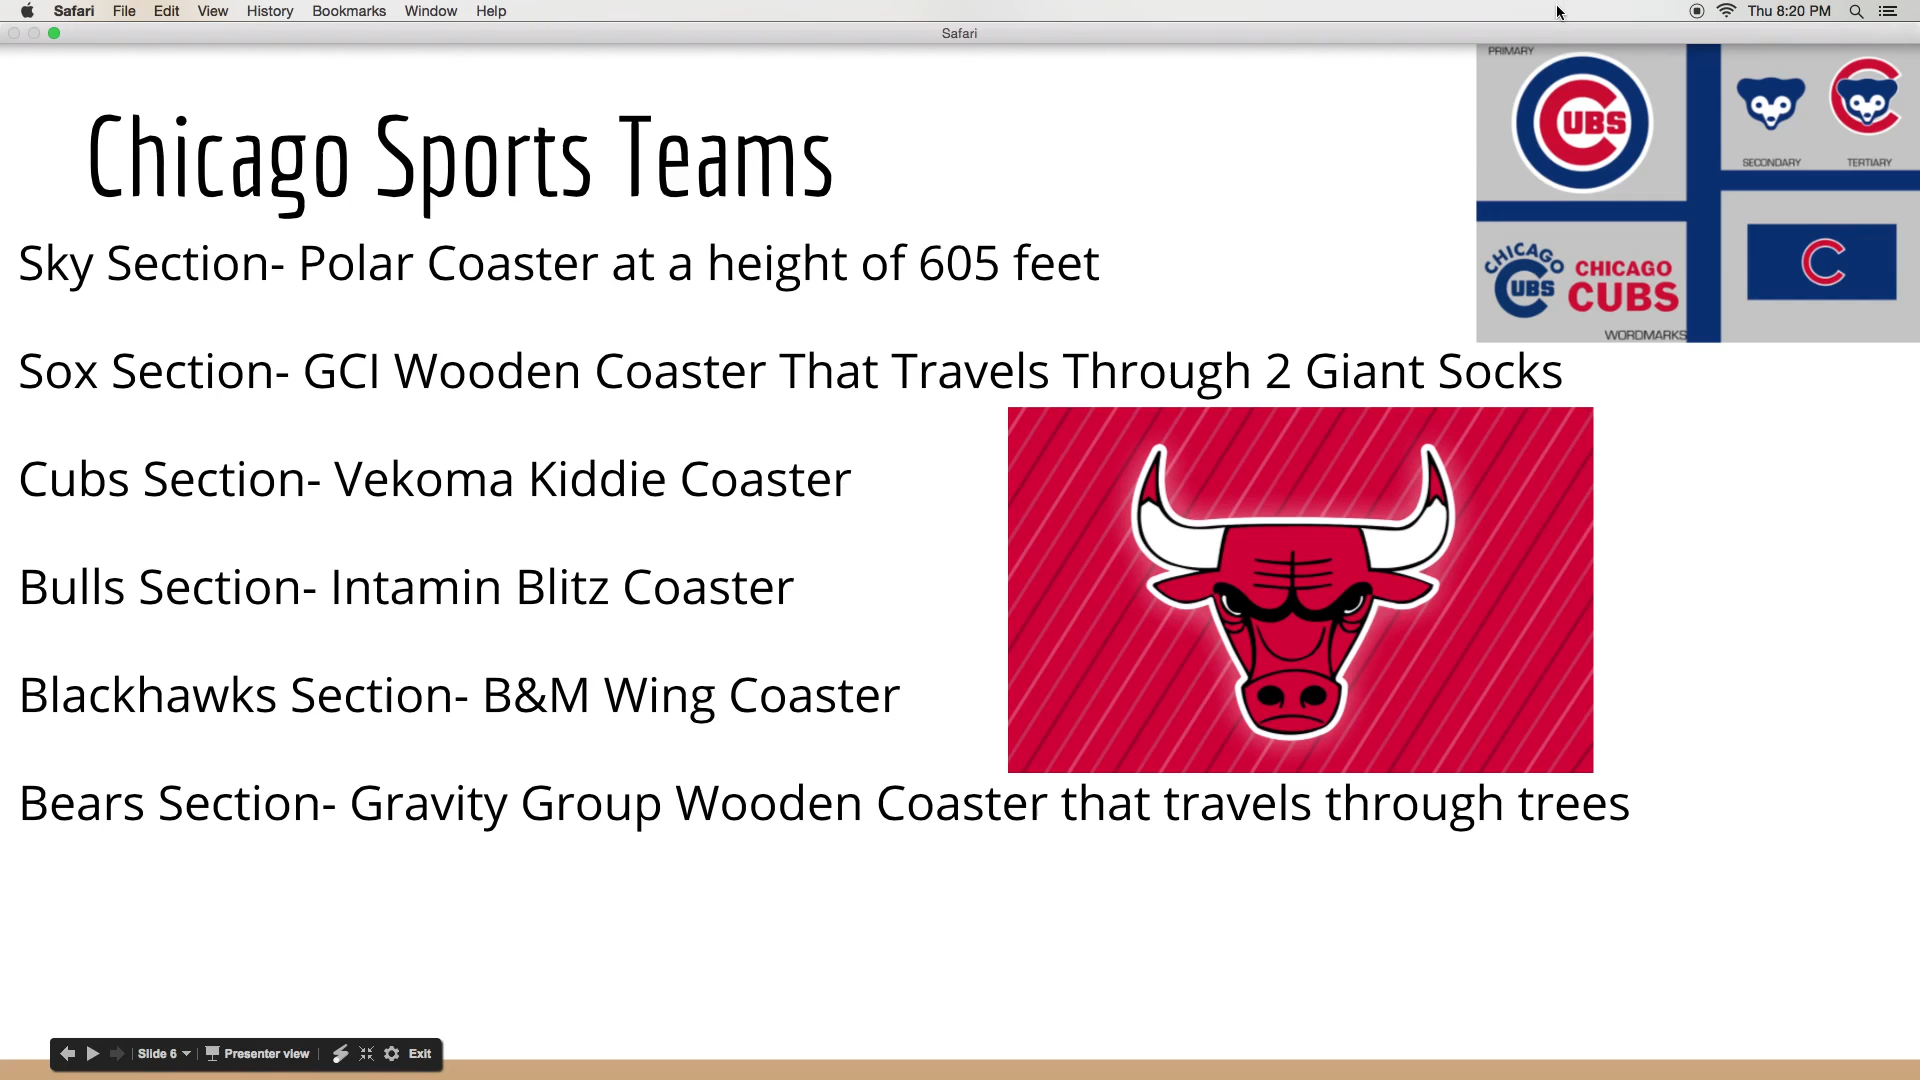 Safari File Edit View History Bookmarks Window Help Thu 8:20 PM
Safari
PRIMARY
UBS
SECONDARY TERTIARY
CHICAGO
UBS
CHICAGO
CUBS
WORDMARKS
C
Chicago Sports Teams
Sky Section- Polar Coaster at a height of 605 feet
Sox Section- GCI Wooden Coaster That Travels Through 2 Giant Socks
Cubs Section- Vekoma Kiddie Coaster
Bulls Section- Intamin Blitz Coaster
Blackhawks Section- B&M Wing Coaster
Bears Section- Gravity Group Wooden Coaster that travels through trees
Slide 6 Presenter view Exit